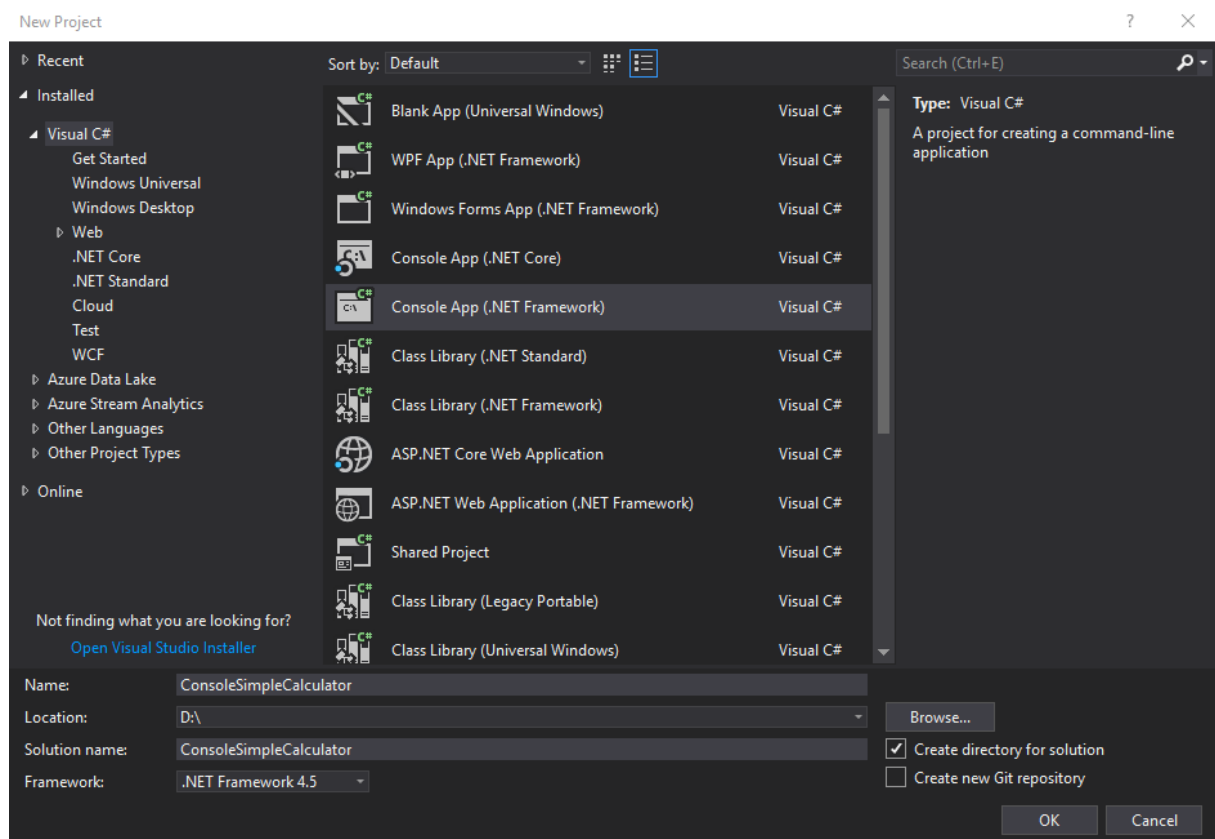 New Project
?
Recent
Installed
Visual C#
Get Started
Windows Universal
Windows Desktop
Web
.NET Core
.NET Standard
Cloud
Test
WCF
Azure Data Lake
Azure Stream Analytics
Other Languages
Other Project Types
Online
Not finding what you are looking for?
Open Visual Studio Installer
Sort by: Default
Blank App (Universal Windows) Visual C#
WPF App (.NET Framework) Visual C#
Windows Forms App (.NET Framework) Visual C#
Console App (.NET Core) Visual C#
Console App (.NET Framework) Visual C#
Class Library (.NET Standard) Visual C#
Class Library (.NET Framework) Visual C#
ASP.NET Core Web Application Visual C#
ASP.NET Web Application (.NET Framework) Visual C#
Shared Project Visual C#
Class Library (Legacy Portable) Visual C#
Class Library (Universal Windows) Visual C#
Search (Ctrl+E)
Type: Visual C#
A project for creating a command-line
application
Name: ConsoleSimpleCalculator
Location: D:\ Browse...
Solution name: ConsoleSimpleCalculator Create directory for solution
Framework: .NET Framework 4.5 Create new Git repository
OK Cancel